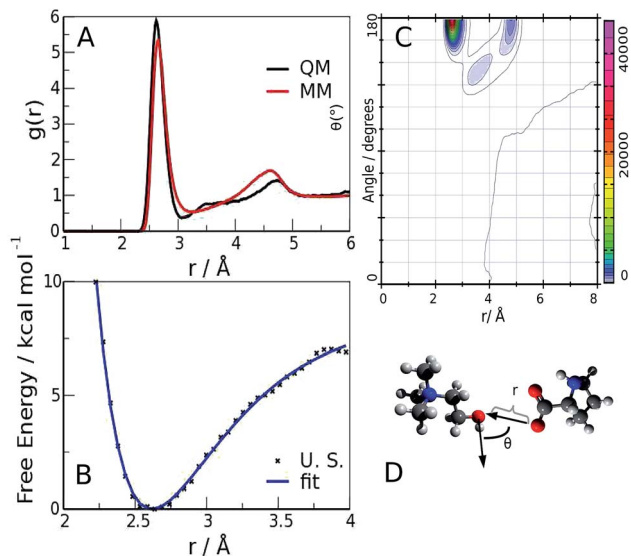 A
g(r)
6
5
4
3
2
1
0
QM
MM
1 2 3 4 5 6
r / Å
B
Free Energy / kcal mol⁻¹
10
5
0
U. S.
fit
2 2.5 3 3.5 4
r / Å
C
θ(°)
Angle / degrees
180
0
0 2 4 6 8
r/ Å
40000
20000
0
r
θ
D